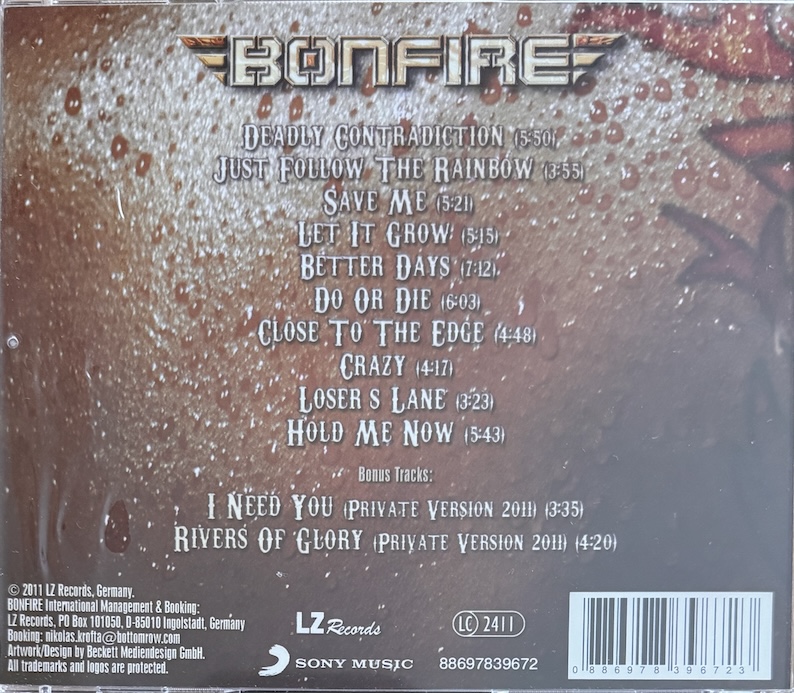 BONFIRE
DEADLY CONTRADICTION (5:50)
JUST FOLLOW THE RAINBOW (3:55)
SAVE ME (5:21)
LET IT GROW (5:15)
BETTER DAYS (7:12)
DO OR DIE (6:03)
CLOSE TO THE EDGE (4:48)
CRAZY (4:17)
LOSER S LANE (3:23)
HOLD ME NOW (5:43)
Bonus Tracks:
I NEED YOU (PRIVATE VERSION 2011) (3:35)
RIVERS OF GLORY (PRIVATE VERSION 2011) (4:20)
© 2011 LZ Records, Germany.
BONFIRE International Management & Booking:
LZ Records, PO Box 101050, D-85010 Ingolstadt, Germany
Booking: nikolas.krofta@bottomrow.com
Artwork/Design by Beckett Mediendesign GmbH.
All trademarks and logos are protected.
LZ Records
LC 2411
SONY MUSIC
88697839672
0 886978 396723